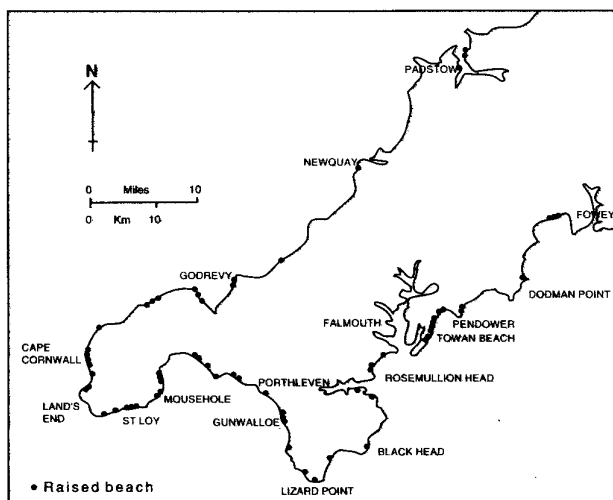 PADSTOW
N
NEWQUAY
0 Miles 10
0 Km 10
FOWEY
GODREVY
DODMAN POINT
FALMOUTH
PENDOWER
TOWAN BEACH
CAPE
CORNWALL
PORTHLEVEN
ROSEMULLION HEAD
LAND'S
END
MOUSEHOLE
ST LOY
GUNWALLOE
BLACK HEAD
Raised beach
LIZARD POINT